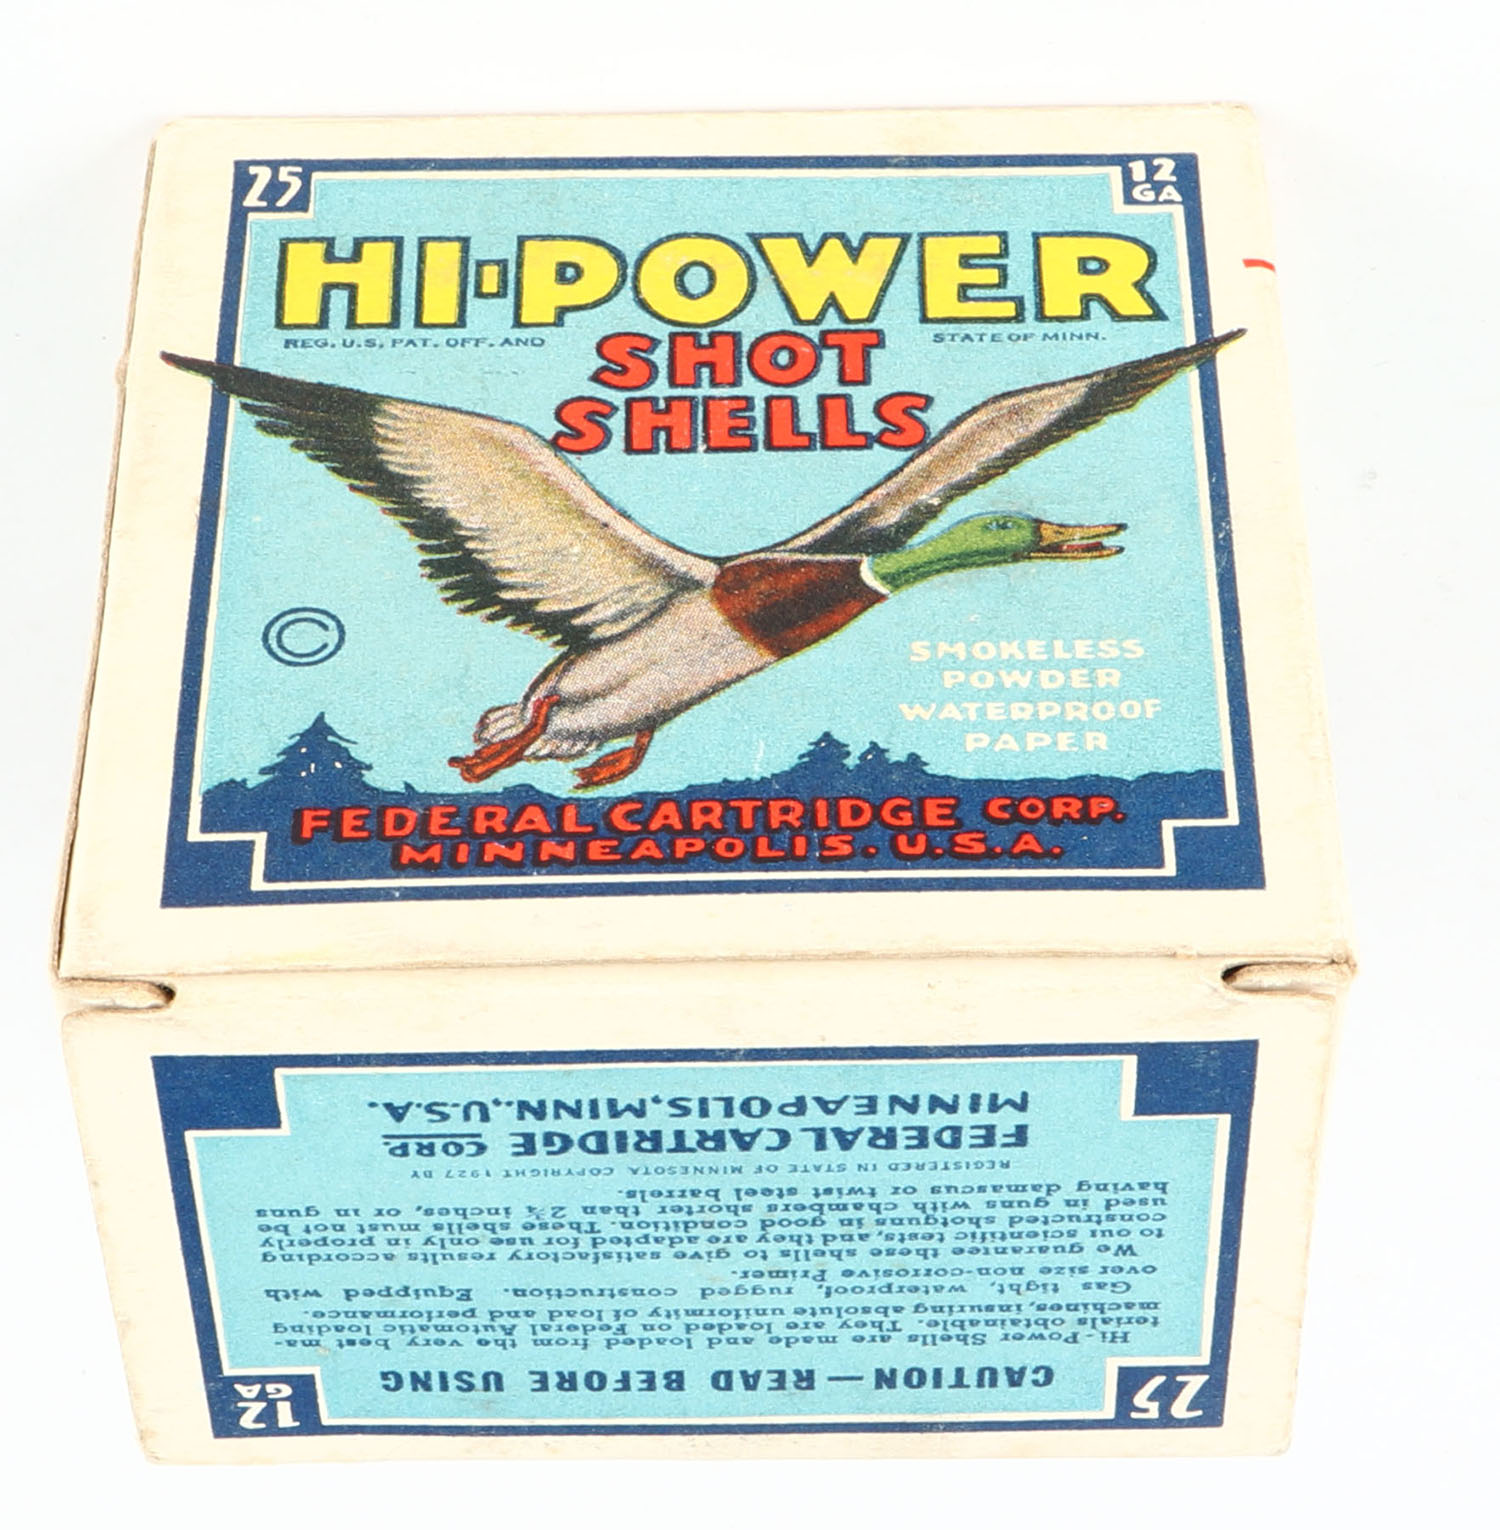 25
12
GA
HI-POWER
REG. U.S. PAT. OFF. AND
STATE OF MINN.
SHOT
SHELLS
©
SMOKELESS
POWDER
WATERPROOF
PAPER
FEDERAL CARTRIDGE CORP.
MINNEAPOLIS. U.S.A.
25
12
GA
CAUTION—READ BEFORE USING
Hi-Power Shells are made and loaded from the very best ma-
terials obtainable. They are loaded on Federal Automatic loading
machines, insuring absolute uniformity of load and performance.
Gas tight, waterproof, rugged construction. Equipped with
over size non-corrosive Primer.
We guarantee these shells to give satisfactory results according
to our scientific tests, and they are adapted for use only in properly
constructed shotguns in good condition. These shells must not be
used in guns with chambers shorter than 2¾ inches, or in guns
having damascus or twist steel barrels.
REGISTERED IN STATE OF MINNESOTA COPYRIGHT 1927 BY
FEDERAL CARTRIDGE CORP.
MINNEAPOLIS, MINN., U.S.A.